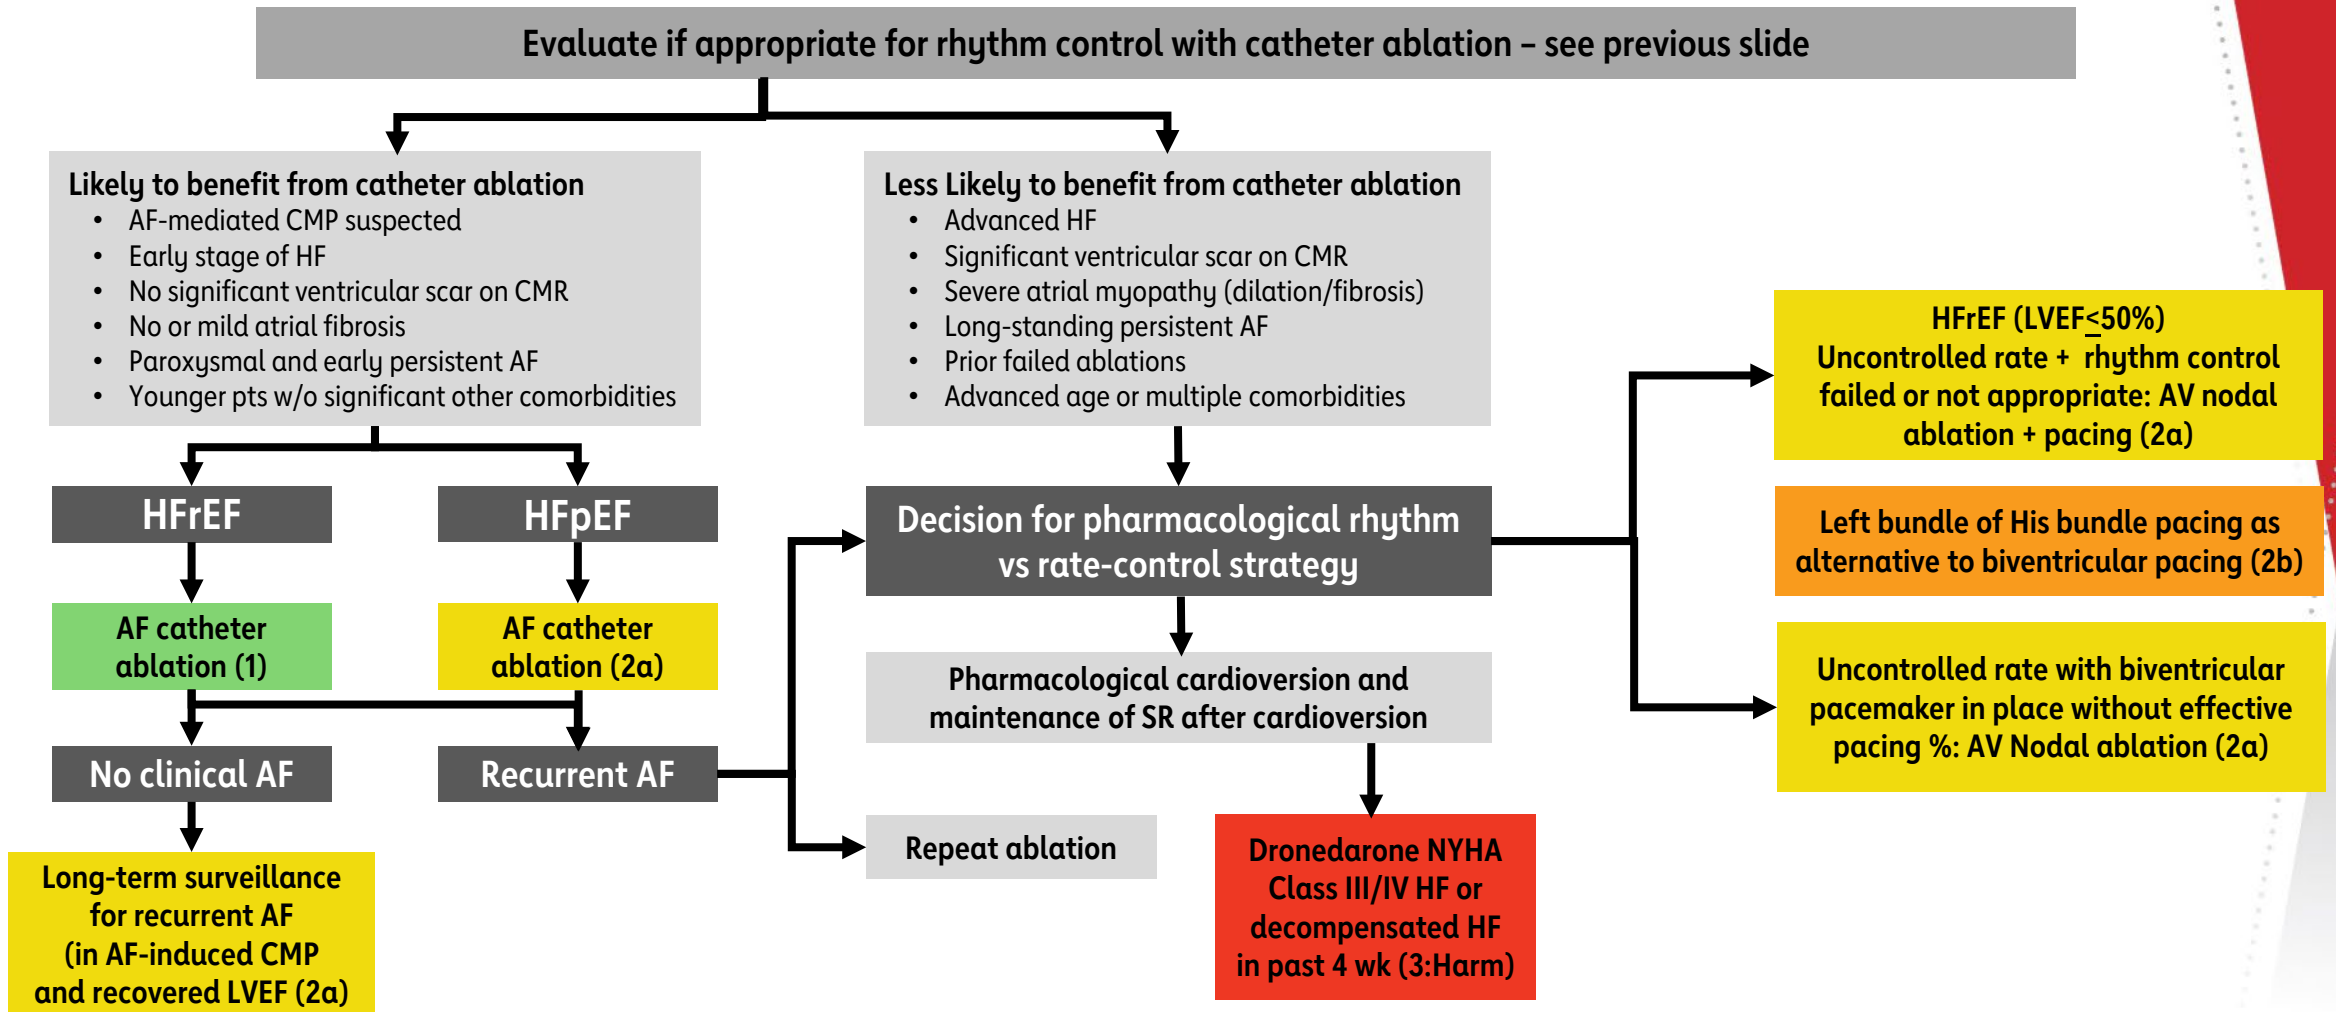 Evaluate if appropriate for rhythm control with catheter ablation – see previous slide
Likely to benefit from catheter ablation
• AF-mediated CMP suspected
• Early stage of HF
• No significant ventricular scar on CMR
• No or mild atrial fibrosis
• Paroxysmal and early persistent AF
• Younger pts w/o significant other comorbidities
Less Likely to benefit from catheter ablation
• Advanced HF
• Significant ventricular scar on CMR
• Severe atrial myopathy (dilation/fibrosis)
• Long-standing persistent AF
• Prior failed ablations
• Advanced age or multiple comorbidities
HFrEF
HFpEF
AF catheter
ablation (1)
AF catheter
ablation (2a)
No clinical AF
Recurrent AF
Long-term surveillance
for recurrent AF
(in AF-induced CMP
and recovered LVEF (2a)
Decision for pharmacological rhythm
vs rate-control strategy
Pharmacological cardioversion and
maintenance of SR after cardioversion
Repeat ablation
Dronedarone NYHA
Class III/IV HF or
decompensated HF
in past 4 wk (3:Harm)
HFrEF (LVEF≤50%)
Uncontrolled rate + rhythm control
failed or not appropriate: AV nodal
ablation + pacing (2a)
Left bundle of His bundle pacing as
alternative to biventricular pacing (2b)
Uncontrolled rate with biventricular
pacemaker in place without effective
pacing %: AV Nodal ablation (2a)